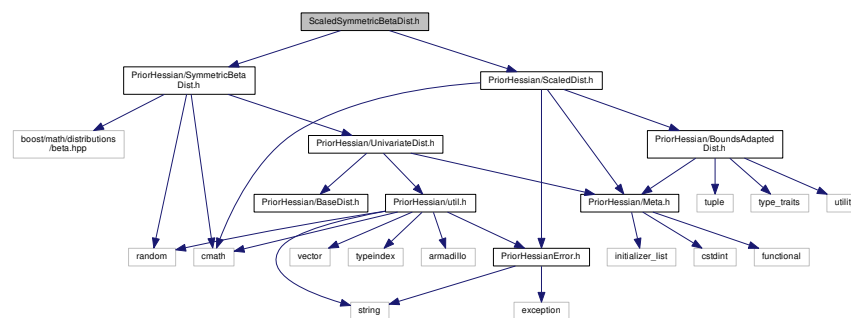 ScaledSymmetricBetaDist.h
PriorHessian/SymmetricBeta
Dist.h
PriorHessian/ScaledDist.h
boost/math/distributions
/beta.hpp
PriorHessian/UnivariateDist.h
PriorHessian/BoundsAdapted
Dist.h
PriorHessian/BaseDist.h
PriorHessian/util.h
PriorHessian/Meta.h
tuple
type_traits
utilit
random
cmath
vector
typeindex
armadillo
PriorHessianError.h
initializer_list
cstdint
functional
string
exception